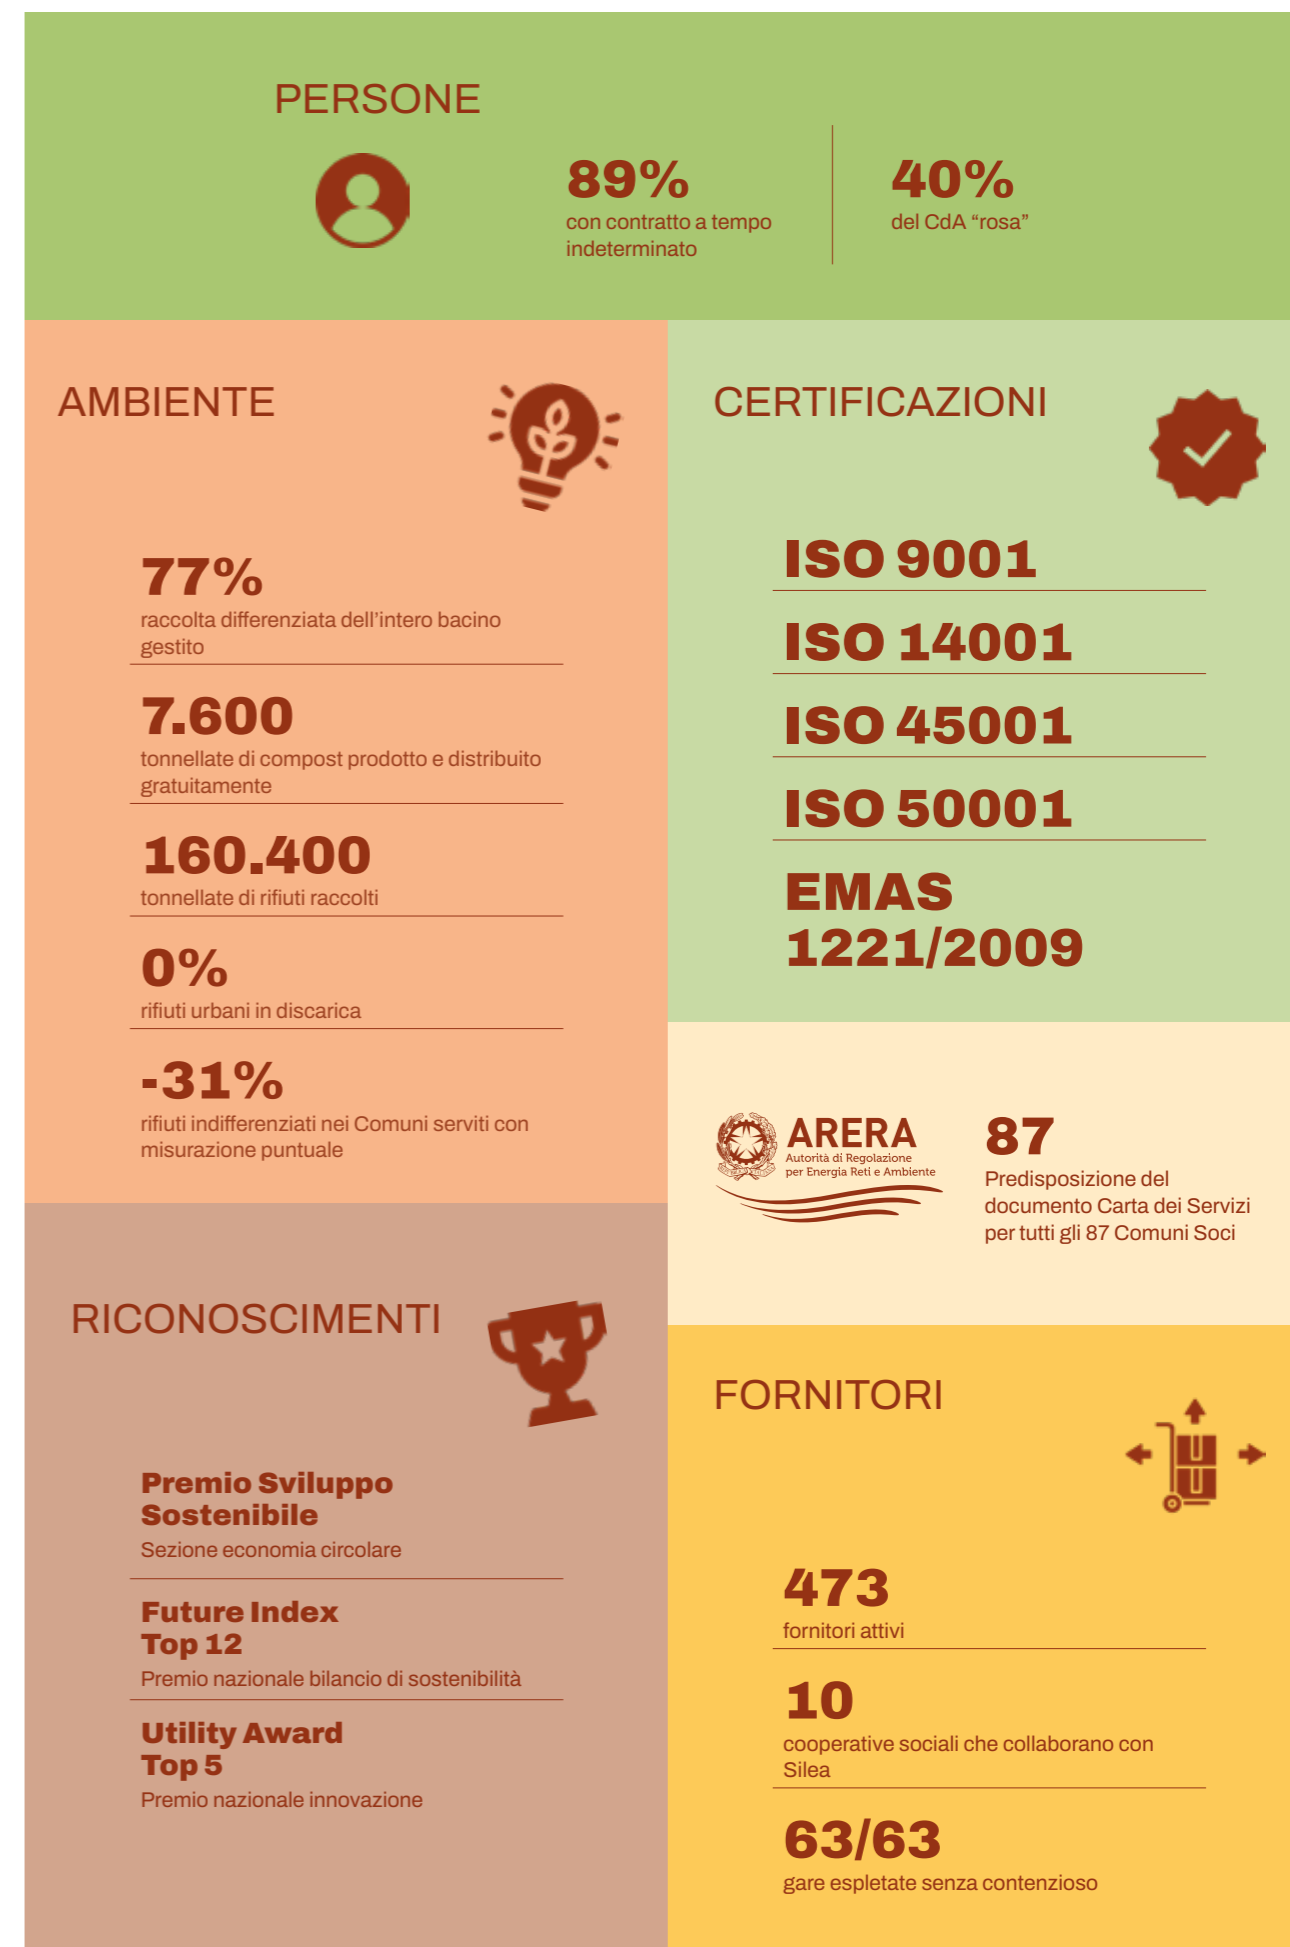 PERSONE
89%
con contratto a tempo
indeterminato
40%
del CdA “rosa”
AMBIENTE
77%
raccolta differenziata dell’intero bacino
gestito
7.600
tonnellate di compost prodotto e distribuito
gratuitamente
160.400
tonnellate di rifiuti raccolti
0%
rifiuti urbani in discarica
-31%
rifiuti indifferenziati nei Comuni serviti con
misurazione puntuale
CERTIFICAZIONI
ISO 9001
ISO 14001
ISO 45001
ISO 50001
EMAS
1221/2009
ARERA
Autorità di Regolazione
per Energia Reti e Ambiente
87
Predisposizione del
documento Carta dei Servizi
per tutti gli 87 Comuni Soci
RICONOSCIMENTI
Premio Sviluppo
Sostenibile
Sezione economia circolare
Future Index
Top 12
Premio nazionale bilancio di sostenibilità
Utility Award
Top 5
Premio nazionale innovazione
FORNITORI
473
fornitori attivi
10
cooperative sociali che collaborano con
Silea
63/63
gare espletate senza contenzioso